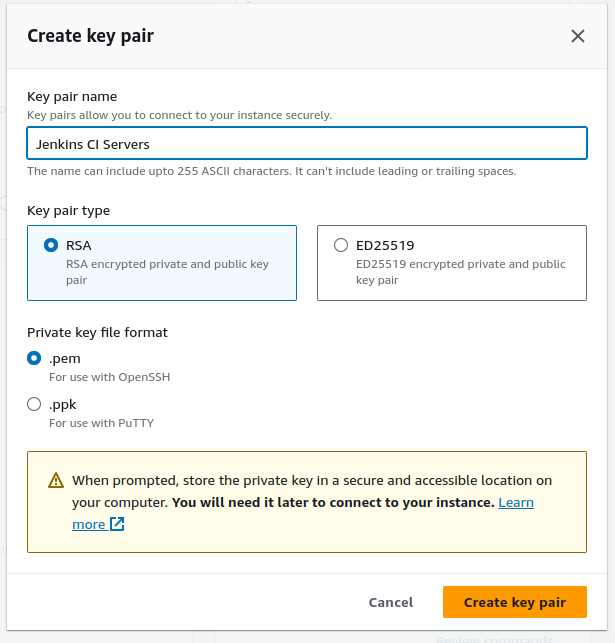 Create key pair
Key pair name
Key pairs allow you to connect to your instance securely.
Jenkins CI Servers
The name can include upto 255 ASCII characters. It can't include leading or trailing spaces.
Key pair type
RSA
RSA encrypted private and public key
pair
ED25519
ED25519 encrypted private and public
key pair
Private key file format
.pem
For use with OpenSSH
.ppk
For use with PuTTY
When prompted, store the private key in a secure and accessible location on
your computer. You will need it later to connect to your instance. Learn
more
Cancel
Create key pair
Review commands